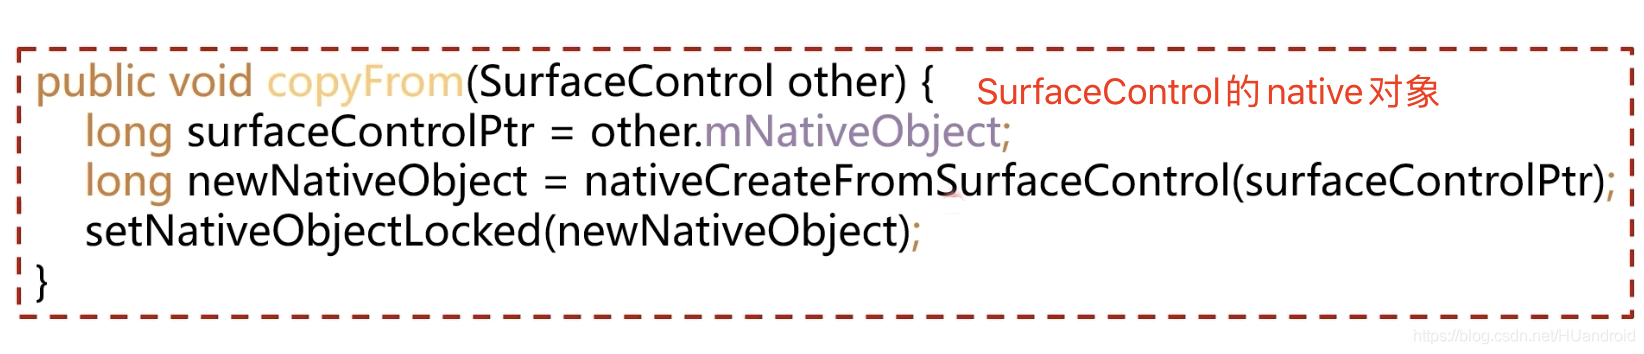 public void copyFrom(SurfaceControl other) { SurfaceControl的native对象
long surfaceControlPtr = other.mNativeObject;
long newNativeObject = nativeCreateFromSurfaceControl(surfaceControlPtr);
setNativeObjectLocked(newNativeObject);
}
https://blog.csdn.net/HUandroid